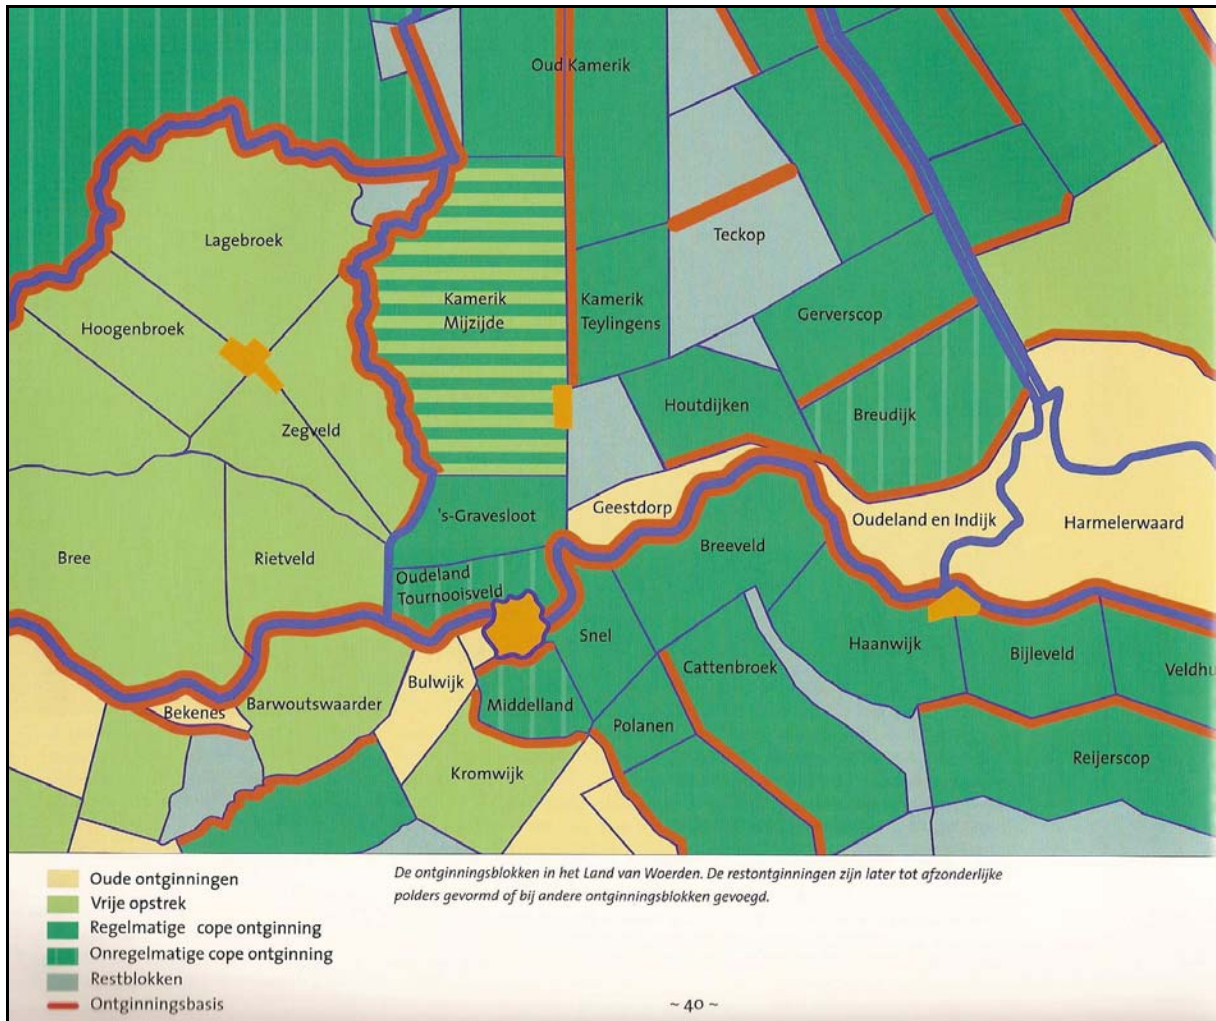 Oud Kamerik
Lagebroek
Teckop
Kamerik
Mijzijde
Kamerik
Teylingens
Hoogenbroek
Gerverscop
Zegveld
Houtdijken
Breudijk
's-Gravesloot
Geestdorp
Oudeland en Indijk
Harmelerwaard
Bree
Rietveld
Breeveld
Oudeland
Tournooisveld
Snel
Haanwijk
Bijleveld
Cattenbroek
Veldhu
Bulwijk
Bekenes
Barwoutswaarder
Middelland
Polanen
Kromwijk
Reijerscop
Oude ontginningen
Vrije opstrek
Regelmatige cope ontginning
Onregelmatige cope ontginning
Restblokken
Ontginningsbasis
De ontginningsblokken in het Land van Woerden. De restontginningen zijn later tot afzonderlijke
polders gevormd of bij andere ontginningsblokken gevoegd.
~ 40 ~